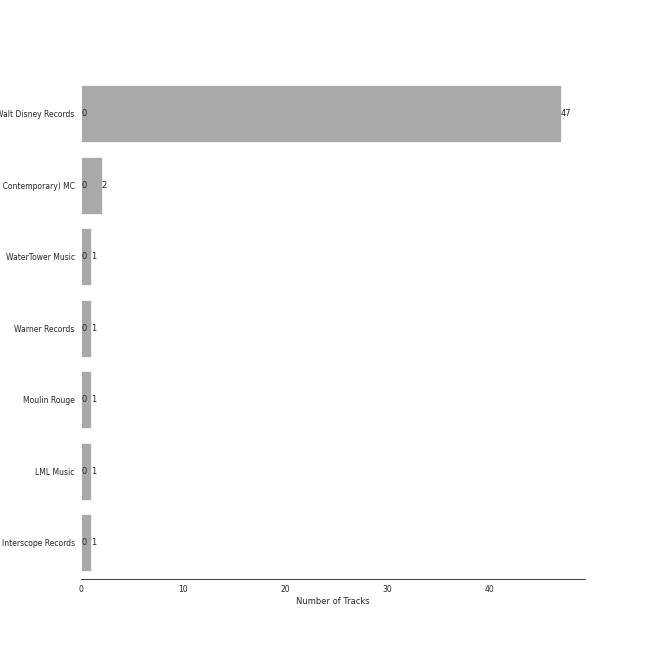 Walt Disney Records 0 47
Contemporary) MC 0 2
WaterTower Music 0 1
Warner Records 0 1
Moulin Rouge 0 1
LML Music 0 1
Interscope Records 0 1
0 10 20 30 40
Number of Tracks